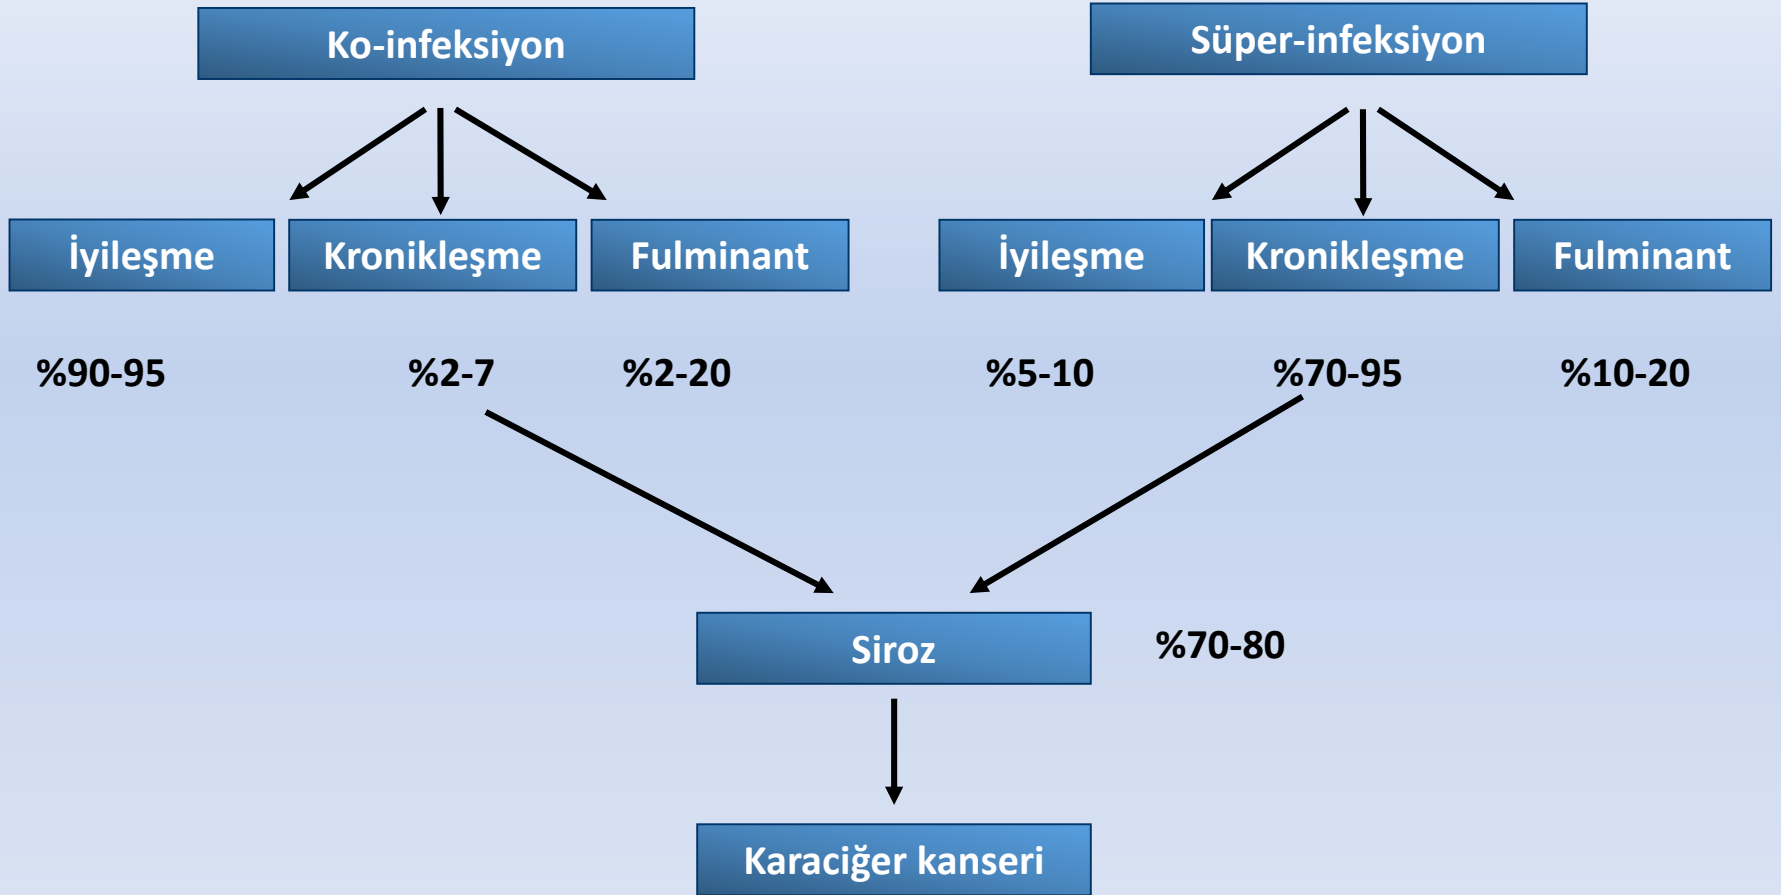 Ko-infeksiyon
Süper-infeksiyon
İyileşme
Kronikleşme
Fulminant
İyileşme
Kronikleşme
Fulminant
%90-95
%2-7
%2-20
%5-10
%70-95
%10-20
Siroz
%70-80
Karaciğer kanseri